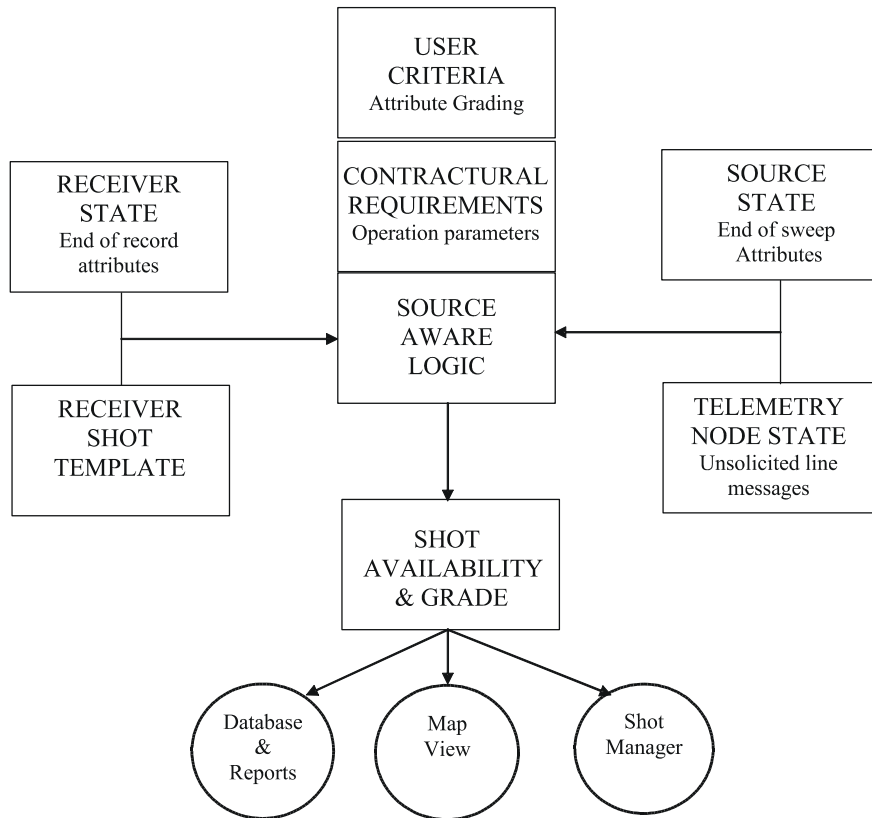 USER
CRITERIA
Attribute Grading
CONTRACTURAL
REQUIREMENTS
Operation parameters
RECEIVER
STATE
End of record
attributes
SOURCE
STATE
End of sweep
Attributes
SOURCE
AWARE
LOGIC
RECEIVER
SHOT
TEMPLATE
TELEMETRY
NODE STATE
Unsolicited line
messages
SHOT
AVAILABILITY
& GRADE
Database
&
Reports
Map
View
Shot
Manager